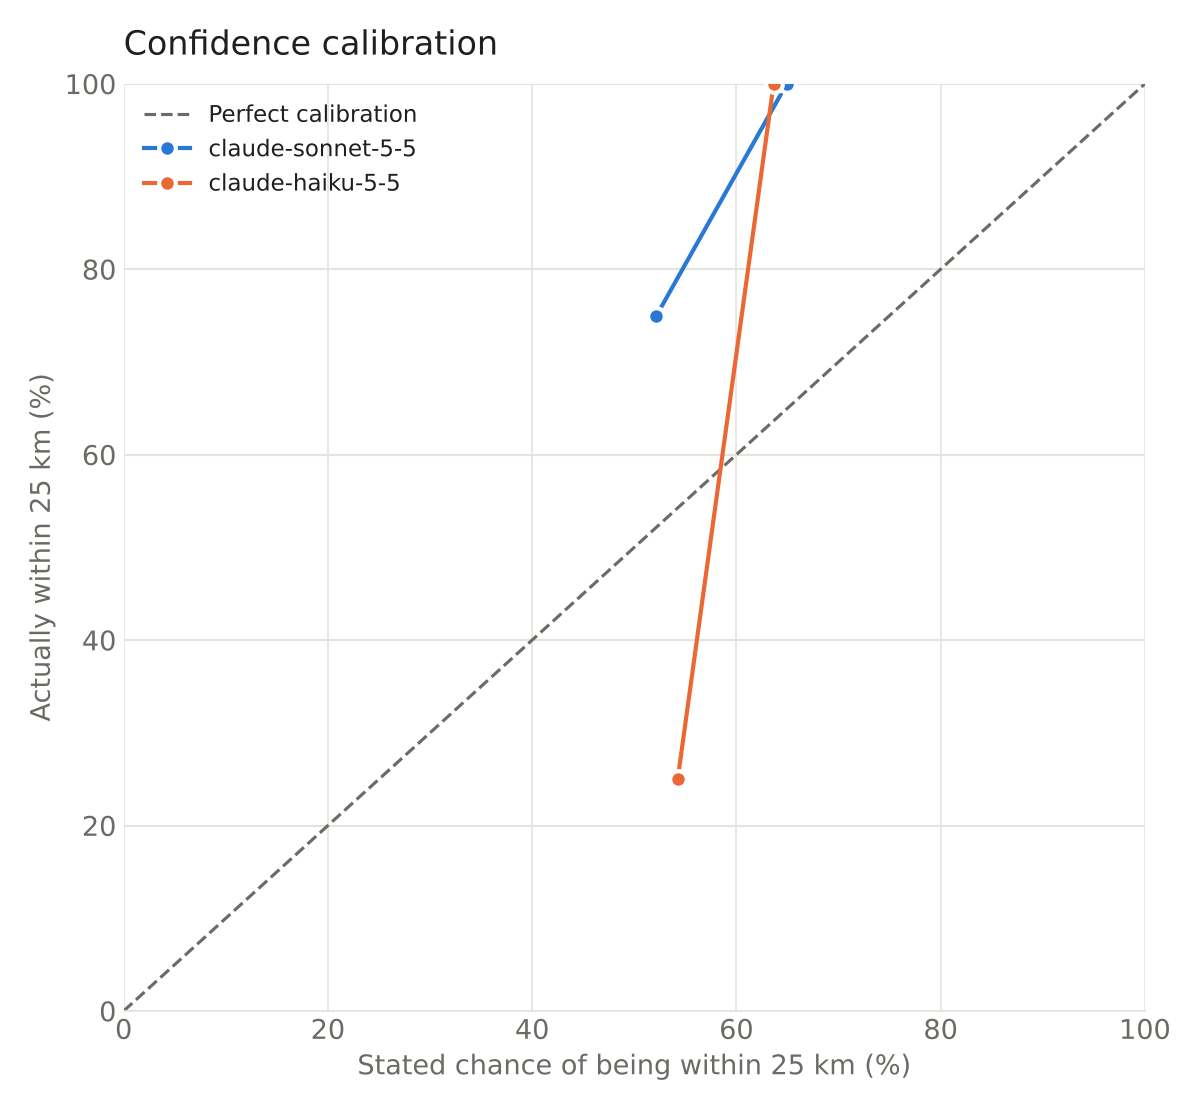 Confidence calibration
Perfect calibration
claude-sonnet-5-5
claude-haiku-5-5
Actually within 25 km (%)
100
80
60
40
20
0
0 20 40 60 80 100
Stated chance of being within 25 km (%)